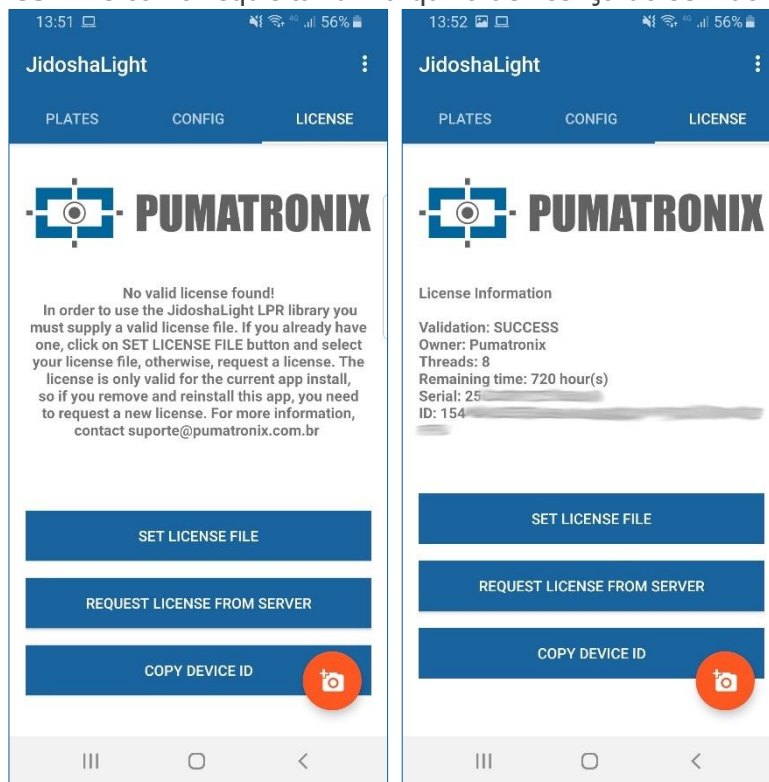 13:51
40
56%
JidoshaLight
PLATES CONFIG LICENSE
PUMATRONIX
No valid license found!
In order to use the JidoshaLight LPR library you
must supply a valid license file. If you already have
one, click on SET LICENSE FILE button and select
your license file, otherwise, request a license. The
license is only valid for the current app install,
so if you remove and reinstall this app, you need
to request a new license. For more information,
contact suporte@pumatronix.com.br
SET LICENSE FILE
REQUEST LICENSE FROM SERVER
COPY DEVICE ID
13:52
40
56%
JidoshaLight
PLATES CONFIG LICENSE
PUMATRONIX
License Information
Validation: SUCCESS
Owner: Pumatronix
Threads: 8
Remaining time: 720 hour(s)
Serial: 25
ID: 154
SET LICENSE FILE
REQUEST LICENSE FROM SERVER
COPY DEVICE ID